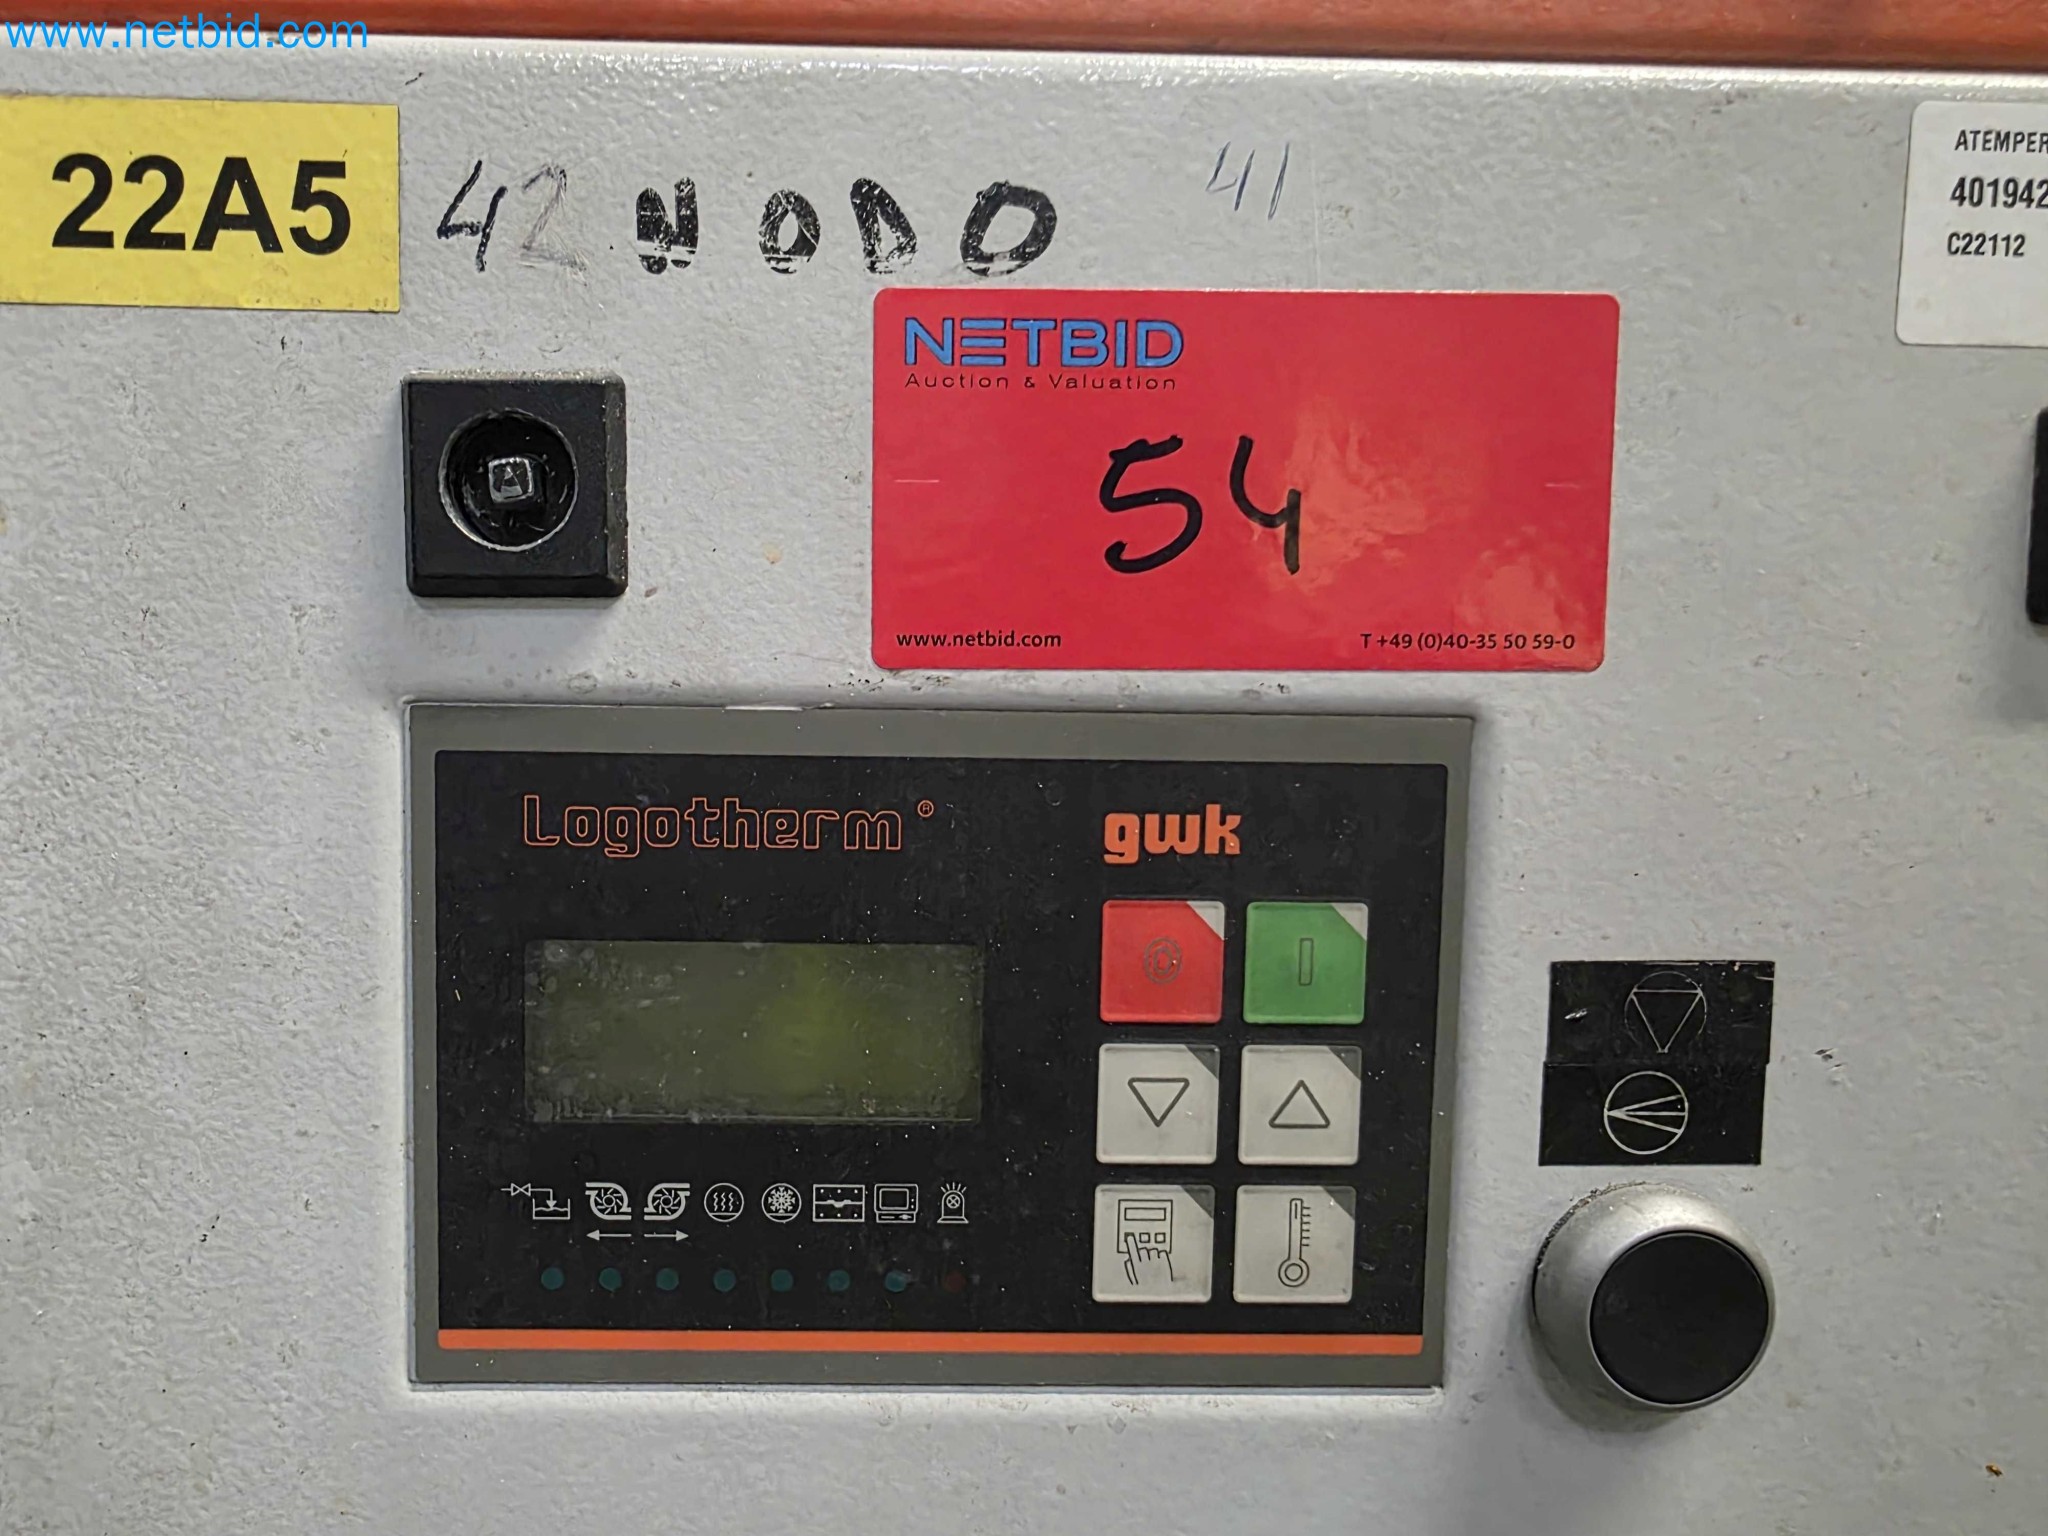 www.netbid.com
22A5
42 NODO
41
ATEMPER
401942
C22112
NETBID
Auction & Valuation
54
www.netbid.com
T +49 (0)40-35 50 59-0
Logotherm®
gwk